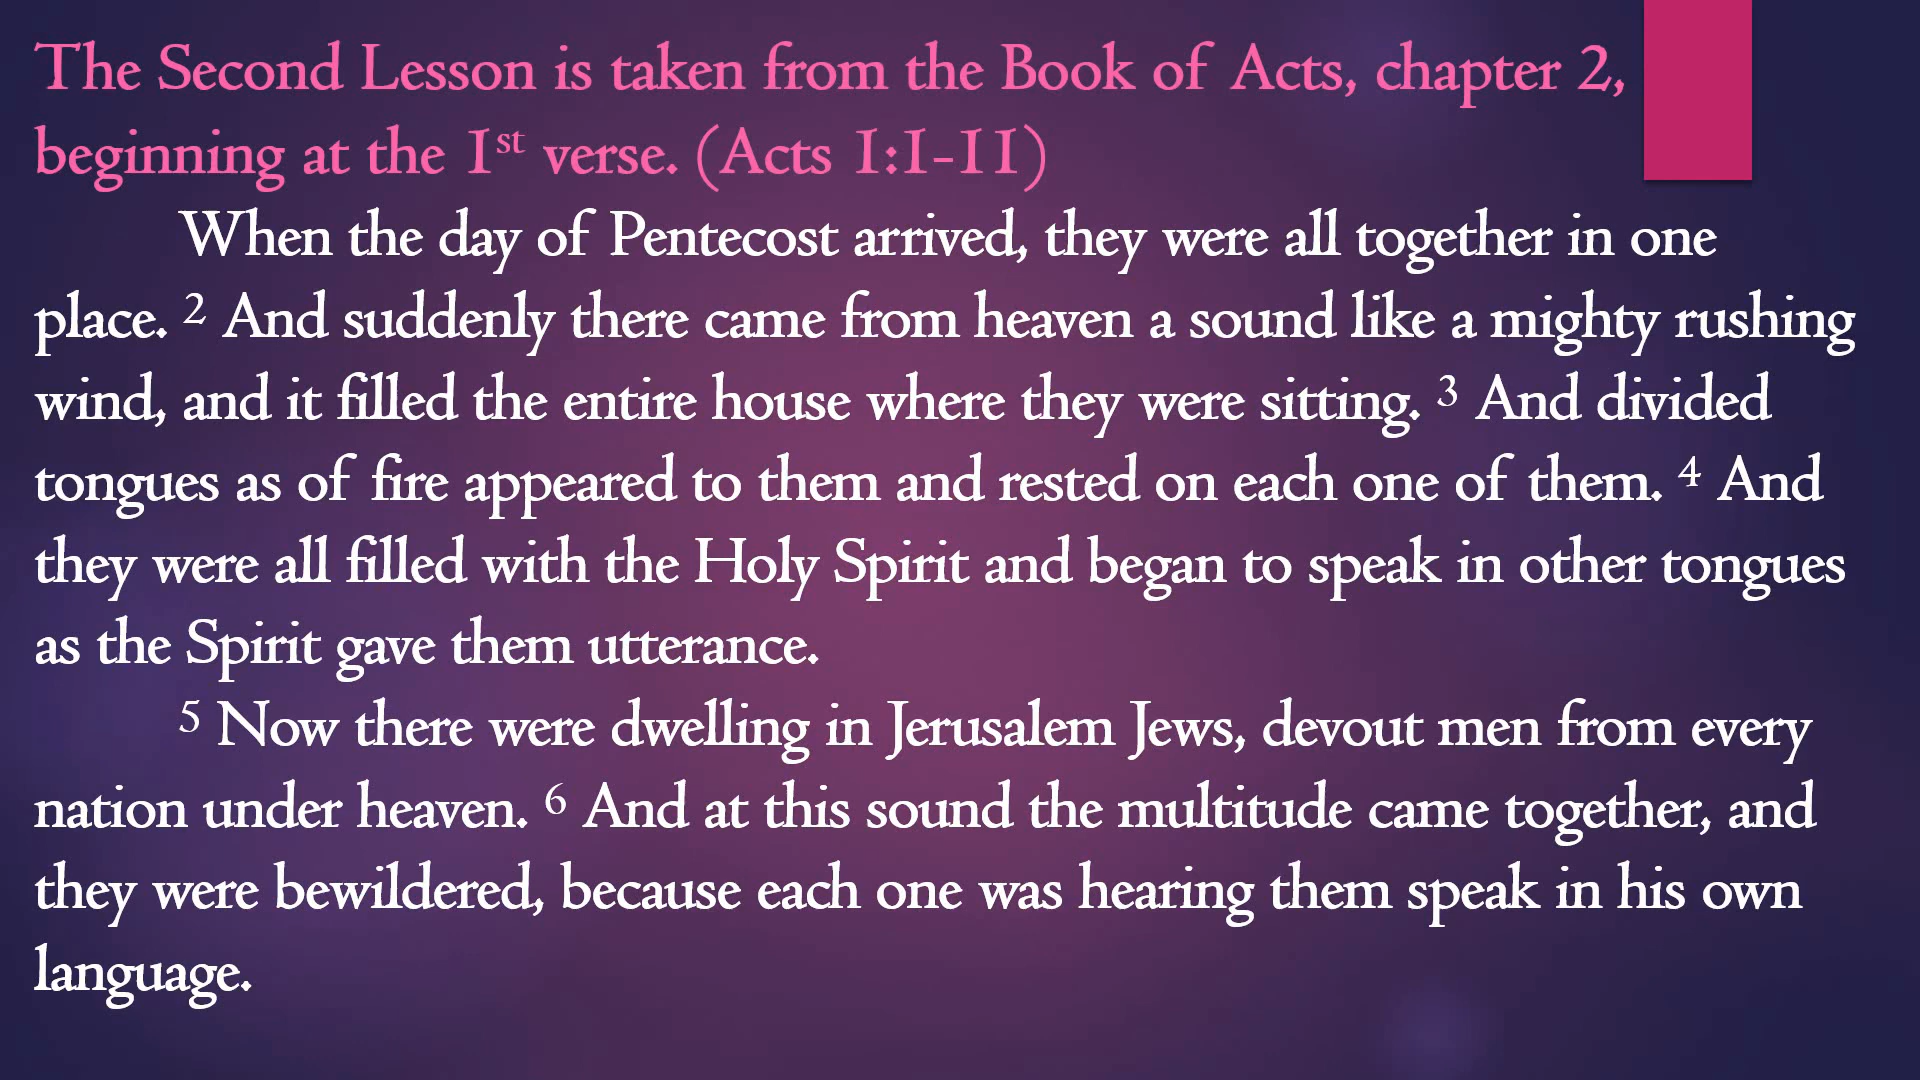 The Second Lesson is taken from the Book of Acts, chapter 2,
beginning at the 1st verse. (Acts 1:1-11)
When the day of Pentecost arrived, they were all together in one
place. 2 And suddenly there came from heaven a sound like a mighty rushing
wind, and it filled the entire house where they were sitting. 3 And divided
tongues as of fire appeared to them and rested on each one of them. 4 And
they were all filled with the Holy Spirit and began to speak in other tongues
as the Spirit gave them utterance.
5 Now there were dwelling in Jerusalem Jews, devout men from every
nation under heaven. 6 And at this sound the multitude came together, and
they were bewildered, because each one was hearing them speak in his own
language.